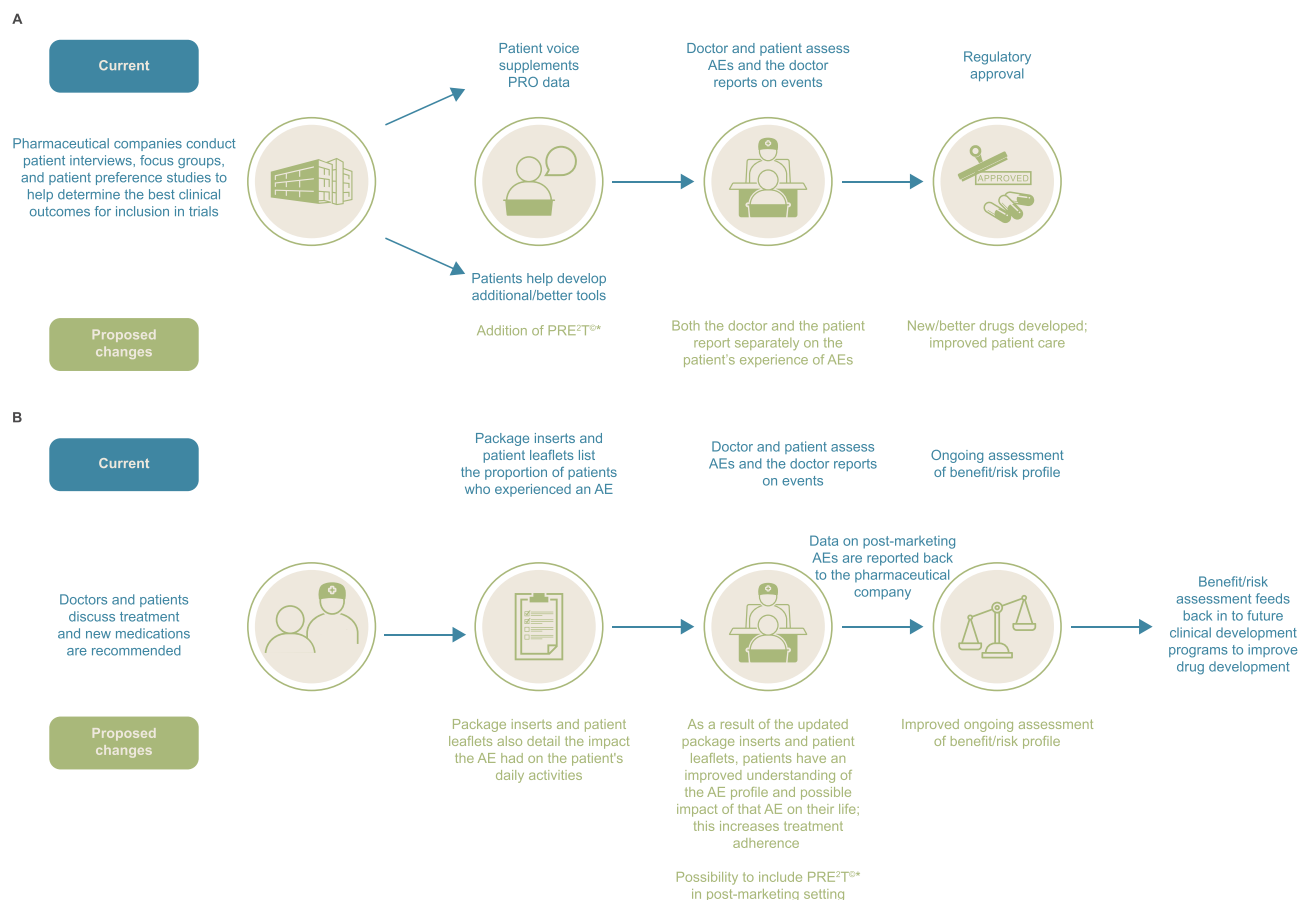 A
Current
Pharmaceutical companies conduct
patient interviews, focus groups,
and patient preference studies to
help determine the best clinical
outcomes for inclusion in trials
Patient voice
supplements
PRO data
Doctor and patient assess
AEs and the doctor
reports on events
Regulatory
approval
APPROVED
Patients help develop
additional/better tools
Proposed
changes
Addition of PRE²T©*
Both the doctor and the patient
report separately on the
patient’s experience of AEs
New/better drugs developed;
improved patient care
B
Current
Package inserts and
patient leaflets list
the proportion of patients
who experienced an AE
Doctor and patient assess
AEs and the doctor reports
on events
Ongoing assessment
of benefit/risk profile
Doctors and patients
discuss treatment
and new medications
are recommended
Data on post-marketing
AEs are reported back
to the pharmaceutical
company
Benefit/risk
assessment feeds
back in to future
clinical development
programs to improve
drug development
Proposed
changes
Package inserts and patient
leaflets also detail the impact
the AE had on the patient's
daily activities
As a result of the updated
package inserts and patient
leaflets, patients have an
improved understanding of
the AE profile and possible
impact of that AE on their life;
this increases treatment
adherence
Possibility to include PRE²T©*
in post-marketing setting
Improved ongoing assessment
of benefit/risk profile